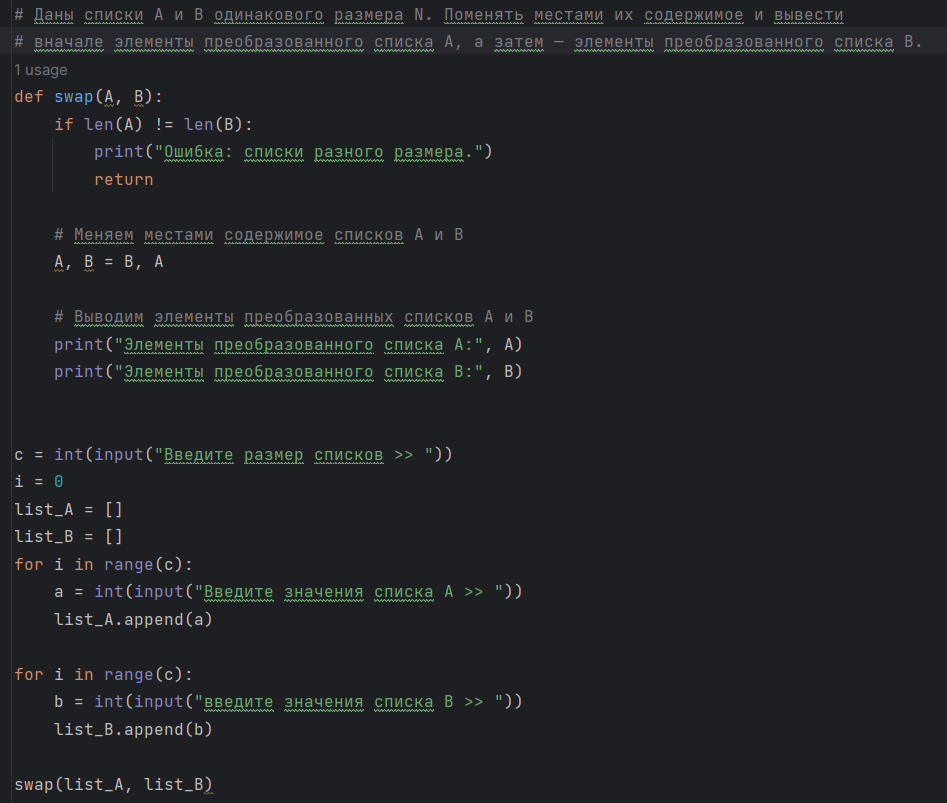 # Даны списки A и B одинакового размера N. Поменять местами их содержимое и вывести
# вначале элементы преобразованного списка A, а затем — элементы преобразованного списка B.
1 usage
def swap(A, B):
    if len(A) != len(B):
        print("Ошибка: списки разного размера.")
        return

    # Меняем местами содержимое списков A и B
    A, B = B, A

    # Выводим элементы преобразованных списков A и B
    print("Элементы преобразованного списка A:", A)
    print("Элементы преобразованного списка B:", B)


c = int(input("Введите размер списков >> "))
i = 0
list_A = []
list_B = []
for i in range(c):
    a = int(input("Введите значения списка A >> "))
    list_A.append(a)

for i in range(c):
    b = int(input("введите значения списка B >> "))
    list_B.append(b)

swap(list_A, list_B)